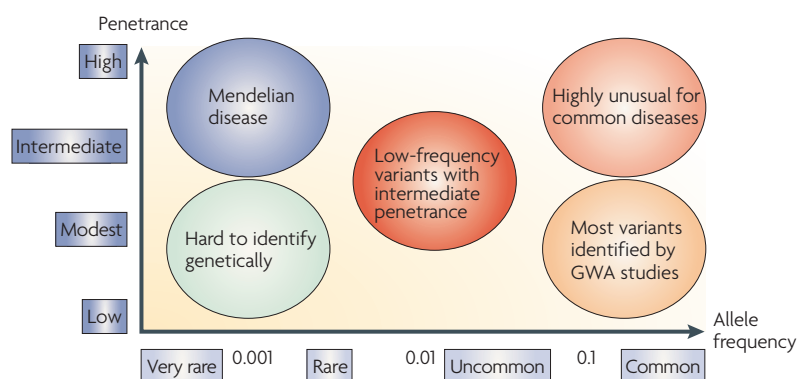 Penetrance
High
Intermediate
Modest
Low
Mendelian
disease
Highly unusual for
common diseases
Low-frequency
variants with
intermediate
penetrance
Hard to identify
genetically
Most variants
identified by
GWA studies
Allele
frequency
Very rare
0.001
Rare
0.01
Uncommon
0.1
Common